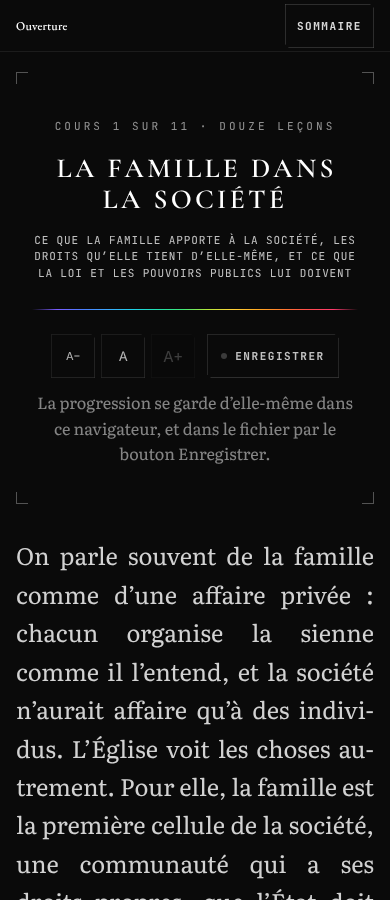 Ouverture
SOMMAIRE
COURS 1 SUR 11 · DOUZE LEÇONS
LA FAMILLE DANS
LA SOCIÉTÉ
CE QUE LA FAMILLE APPORTE À LA SOCIÉTÉ, LES
DROITS QU’ELLE TIENT D’ELLE-MÊME, ET CE QUE
LA LOI ET LES POUVOIRS PUBLICS LUI DOIVENT
A− A A+ ENREGISTRER
La progression se garde d’elle-même dans
ce navigateur, et dans le fichier par le
bouton Enregistrer.
On parle souvent de la famille
comme d’une affaire privée :
chacun organise la sienne
comme il l’entend, et la société
n’aurait affaire qu’à des indivi-
dus. L’Église voit les choses au-
trement. Pour elle, la famille est
la première cellule de la société,
une communauté qui a ses
droits propres, que l’État doit